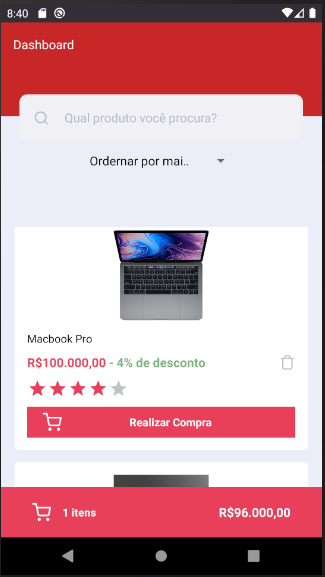 8:40
Dashboard
Qual produto você procura?
Ordernar por mai..
Macbook Pro
R$100.000,00 - 4% de desconto
Realizar Compra
1 itens
R$96.000,00